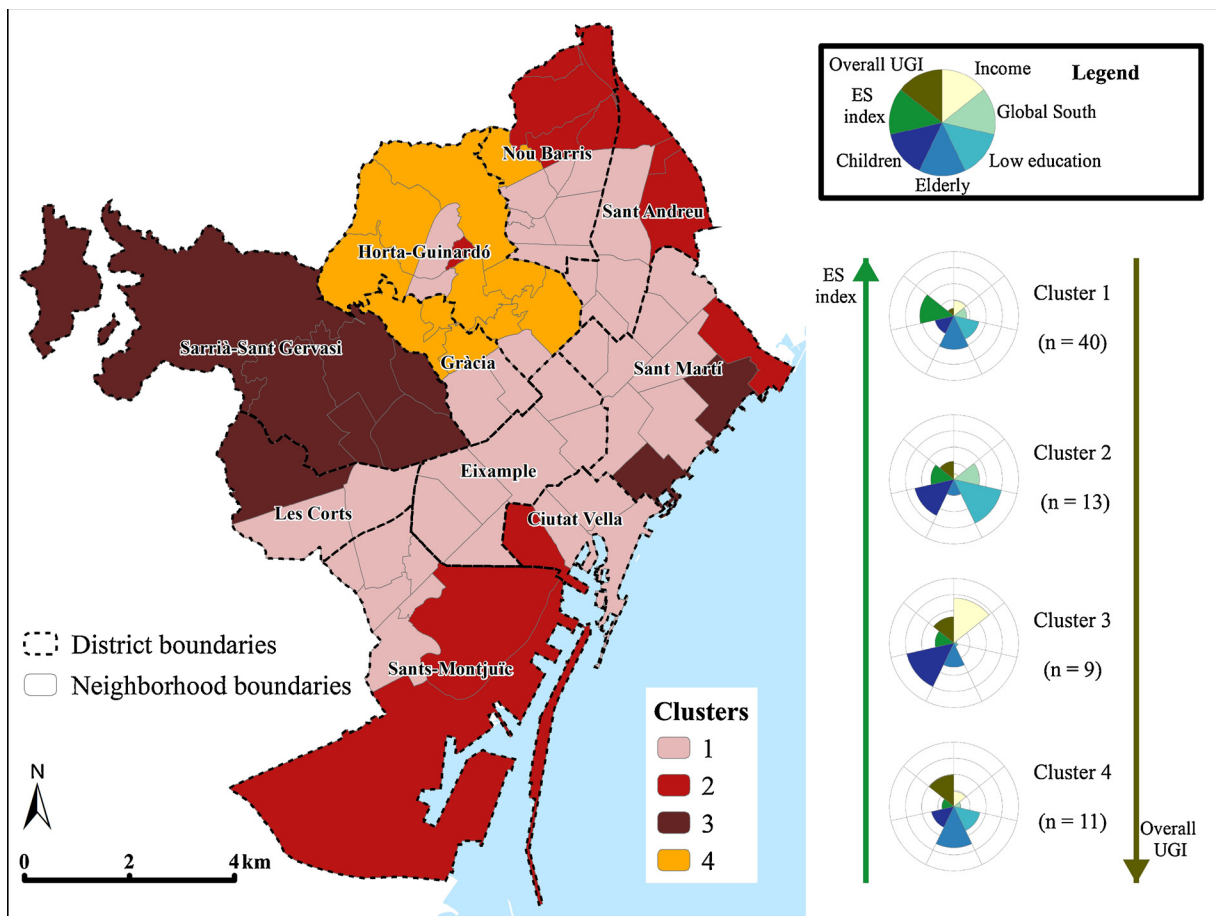 Nou Barris
Sant Andreu
Horta-Guinardó
Sarrià-Sant Gervasi
Gràcia
Sant Martí
Eixample
Les Corts
Ciutat Vella
Sants-Montjuïc
District boundaries
Neighborhood boundaries
N
0 2 4 km
Clusters
1
2
3
4
Legend
Overall UGI
Income
ES
index
Global South
Children
Low education
Elderly
ES
index
Cluster 1
(n = 40)
Cluster 2
(n = 13)
Cluster 3
(n = 9)
Cluster 4
(n = 11)
Overall
UGI